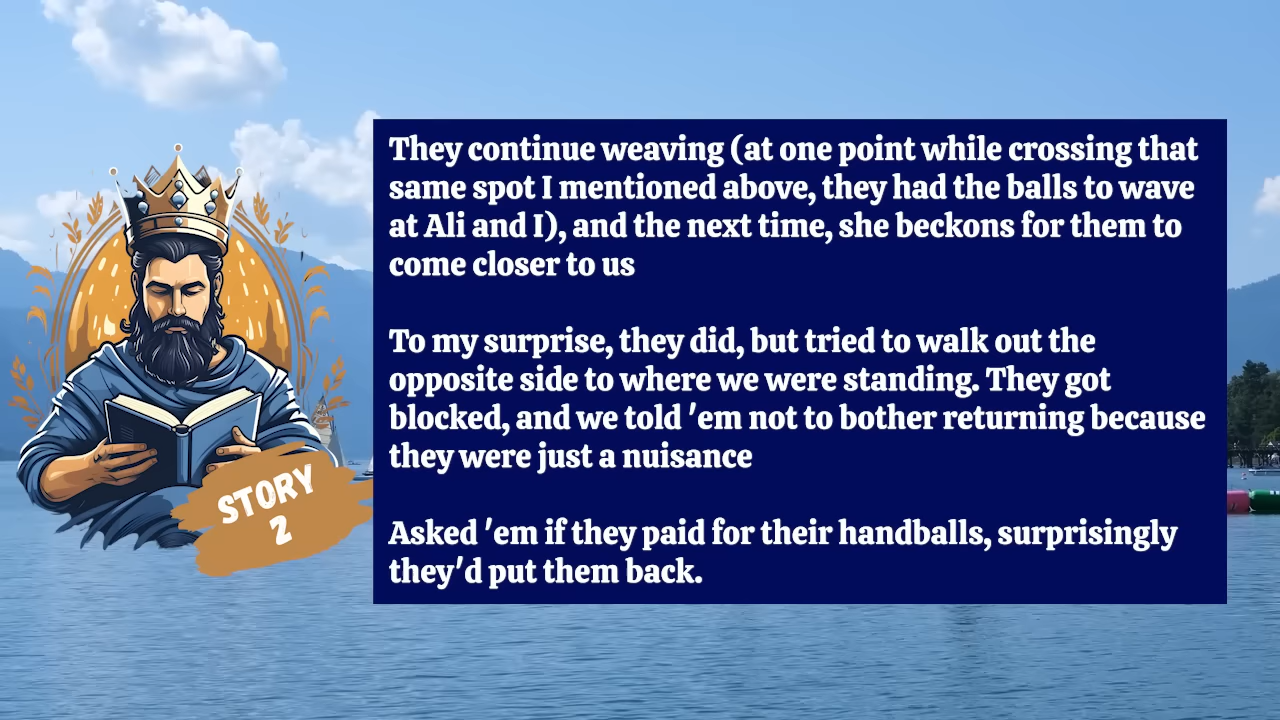 They continue weaving (at one point while crossing that
same spot I mentioned above, they had the balls to wave
at Ali and I), and the next time, she beckons for them to
come closer to us
To my surprise, they did, but tried to walk out the
opposite side to where we were standing. They got
blocked, and we told 'em not to bother returning because
they were just a nuisance
Asked 'em if they paid for their handballs, surprisingly
they'd put them back.
STORY
2